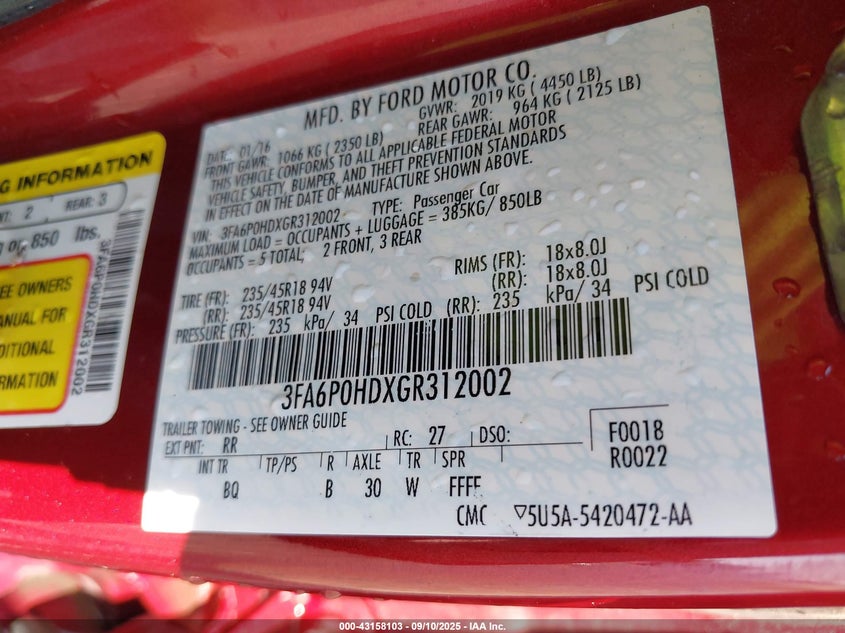 MFD. BY FORD MOTOR CO.
DATE: 01/16 GVWR: 2019 KG ( 4450 LB)
FRONT GAWR: 1066 KG ( 2350 LB) REAR GAWR: 964 KG ( 2125 LB)
THIS VEHICLE CONFORMS TO ALL APPLICABLE FEDERAL MOTOR
VEHICLE SAFETY, BUMPER, AND THEFT PREVENTION STANDARDS
IN EFFECT ON THE DATE OF MANUFACTURE SHOWN ABOVE.
VIN: 3FA6P0HDXGR312002 TYPE: Passenger Car
MAXIMUM LOAD = OCCUPANTS + LUGGAGE = 385KG/ 850LB
OCCUPANTS = 5 TOTAL; 2 FRONT, 3 REAR
TIRE (FR): 235/45R18 94V RIMS (FR): 18x8.0J
(RR): 235/45R18 94V (RR): 18x8.0J
PRESSURE (FR): 235 kPa/ 34 PSI COLD (RR): 235 kPa/ 34 PSI COLD
3FA6P0HDXGR312002
TRAILER TOWING - SEE OWNER GUIDE
EXT PNT: RR RC: 27 DSO: F0018
R0022
INT TR TP/PS R AXLE TR SPR
BQ B 30 W FFFF
CMC 5U5A-5420472-AA
INFORMATION
2 REAR: 3
850 lbs.
OWNERS
FOR
3FA6P0HDXGR312002
000-43158103 - 09/10/2025 - IAA Inc.